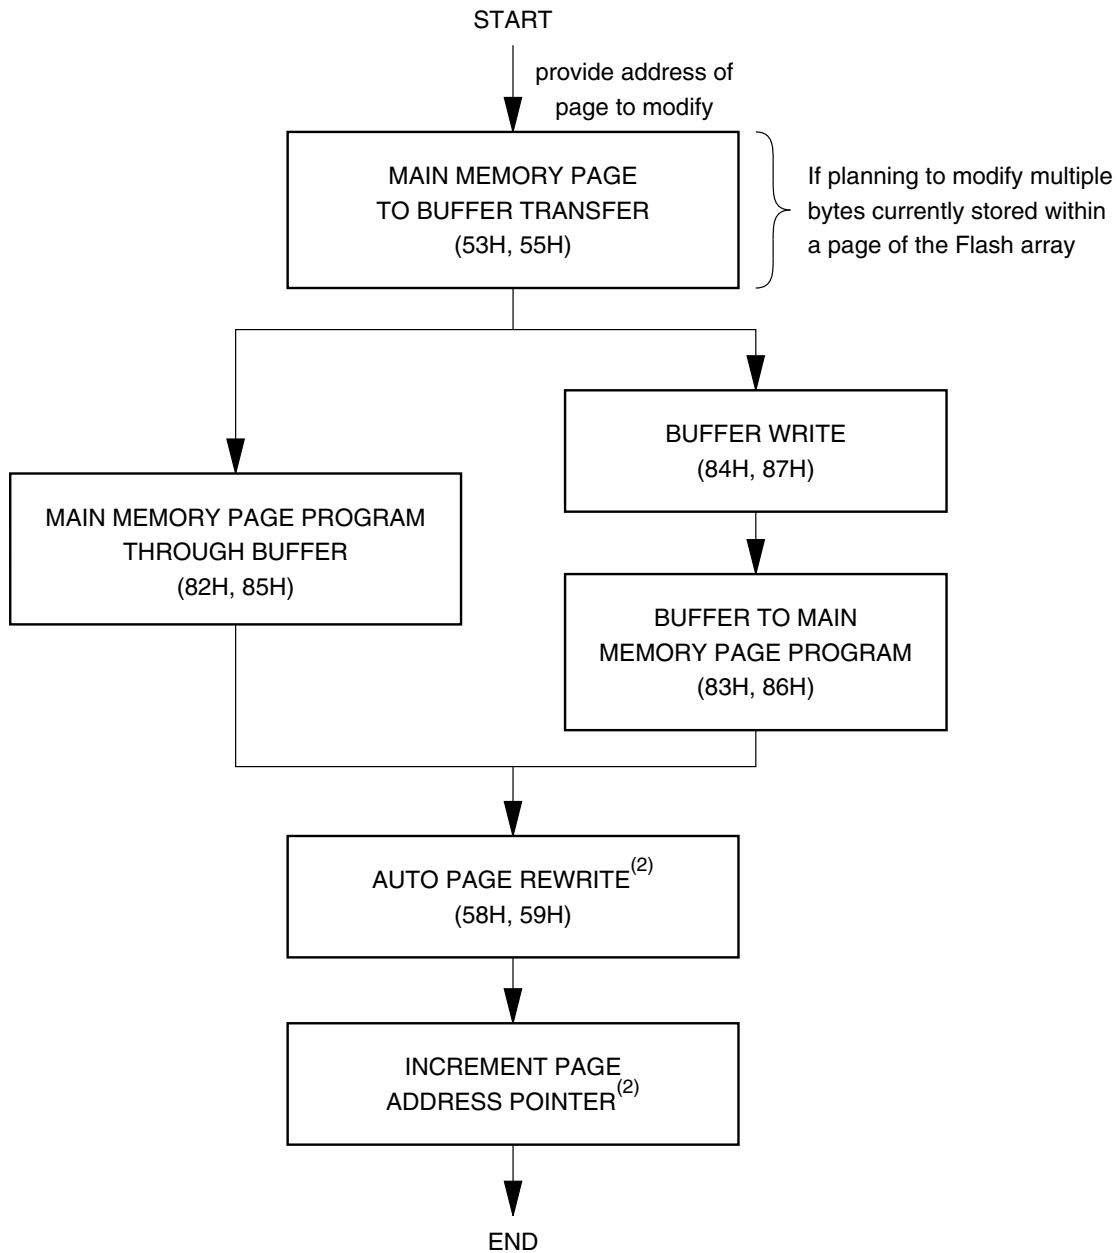 START
provide address of
page to modify
MAIN MEMORY PAGE
TO BUFFER TRANSFER
(53H, 55H)
If planning to modify multiple
bytes currently stored within
a page of the Flash array
BUFFER WRITE
(84H, 87H)
MAIN MEMORY PAGE PROGRAM
THROUGH BUFFER
(82H, 85H)
BUFFER TO MAIN
MEMORY PAGE PROGRAM
(83H, 86H)
AUTO PAGE REWRITE(2)
(58H, 59H)
INCREMENT PAGE
ADDRESS POINTER(2)
END